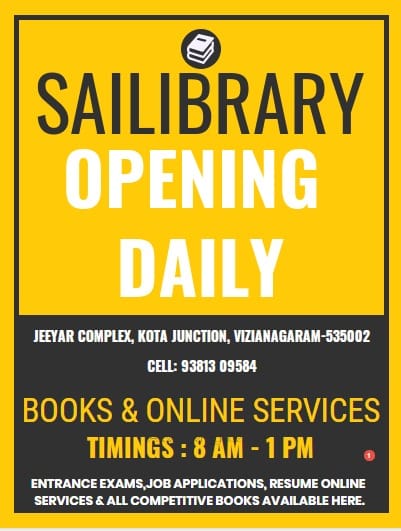 SAILIBRARY
OPENING
DAILY
JEEYAR COMPLEX, KOTA JUNCTION, VIZIANAGARAM-535002
CELL: 93813 09584
BOOKS & ONLINE SERVICES
TIMINGS : 8 AM - 1 PM
1
ENTRANCE EXAMS,JOB APPLICATIONS, RESUME ONLINE
SERVICES & ALL COMPETITIVE BOOKS AVAILABLE HERE.